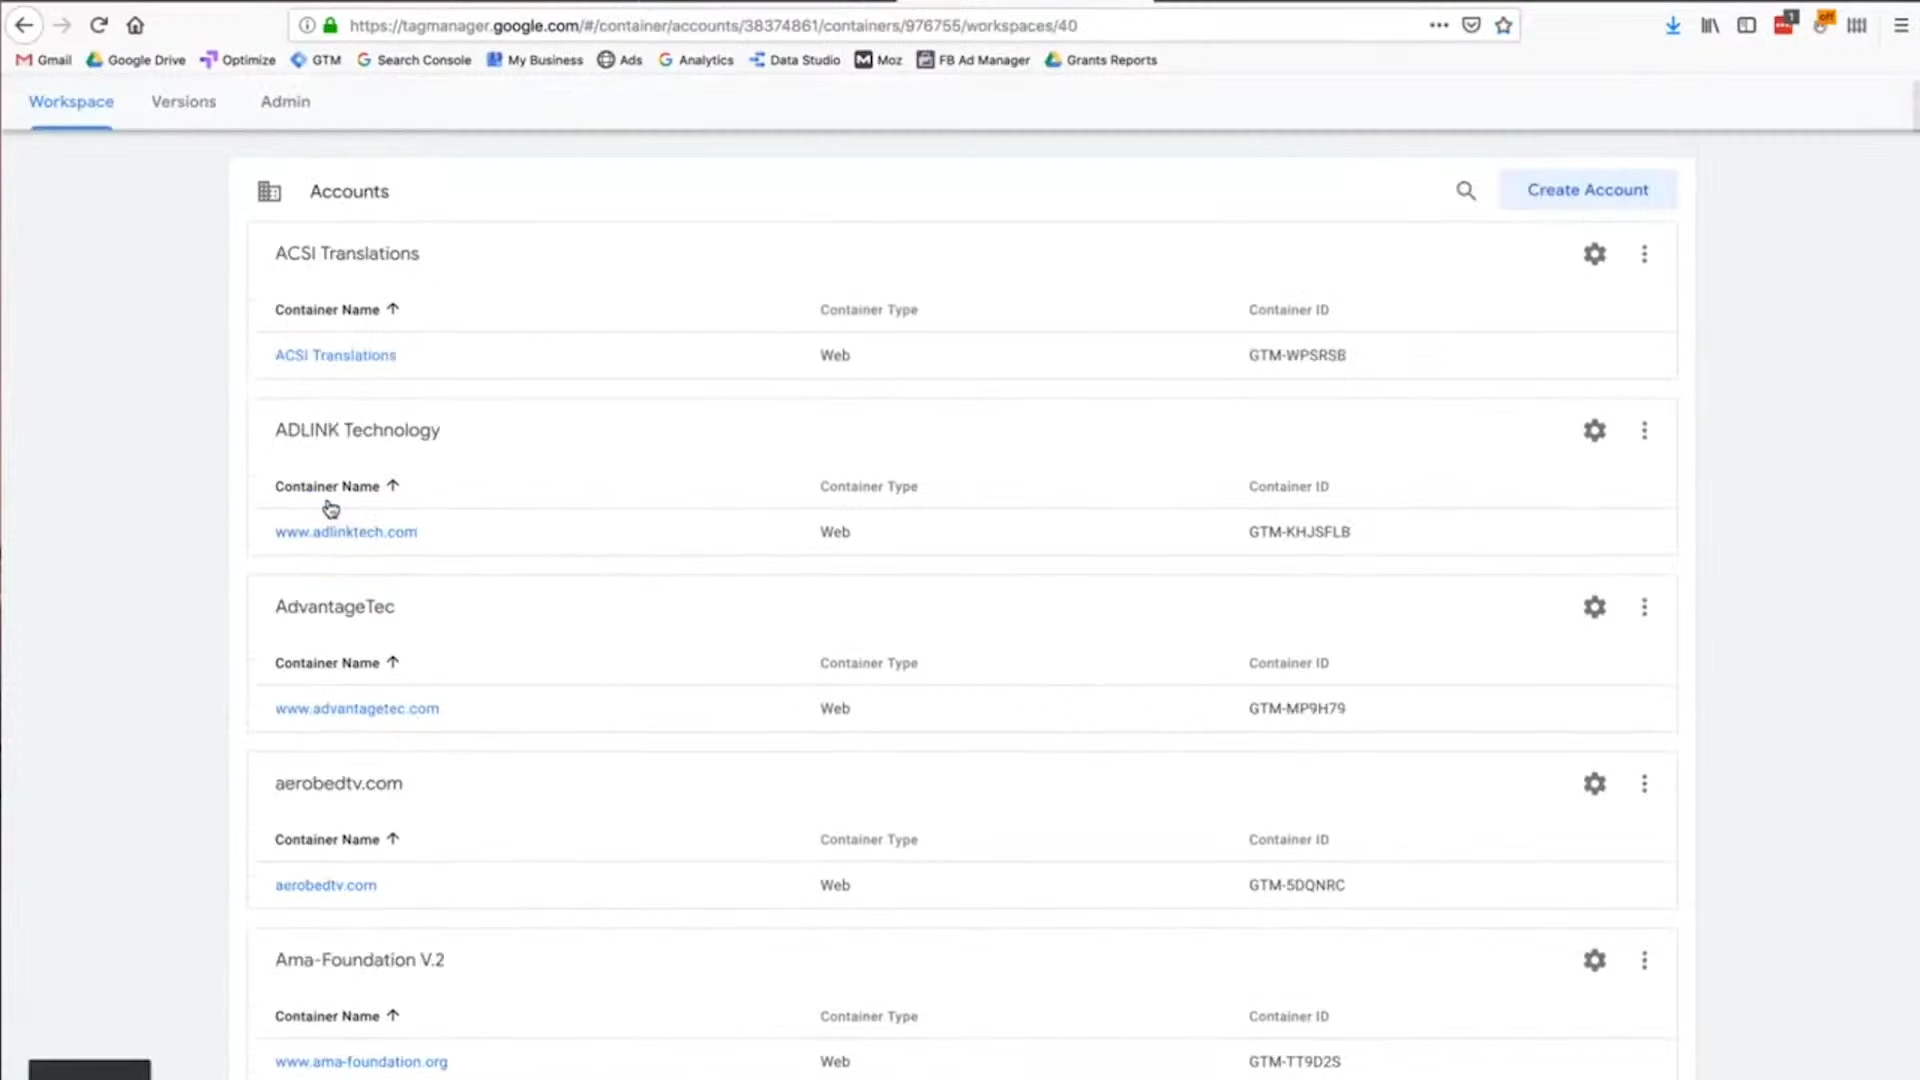 https://tagmanager.google.com/#/container/accounts/38374861/containers/976755/workspaces/40
1
off
Gmail Google Drive Optimize GTM Search Console My Business Ads Analytics Data Studio Moz FB Ad Manager Grants Reports
Workspace Versions Admin
Accounts Create Account
ACSI Translations
Container Name Container Type Container ID
ACSI Translations Web GTM-WPSRSB
ADLINK Technology
Container Name Container Type Container ID
www.adlinktech.com Web GTM-KHJSFLB
AdvantageTec
Container Name Container Type Container ID
www.advantagetec.com Web GTM-MP9H79
aerobedtv.com
Container Name Container Type Container ID
aerobedtv.com Web GTM-5DQNRC
Ama-Foundation V.2
Container Name Container Type Container ID
www.ama-foundation.org Web GTM-TT9D2S